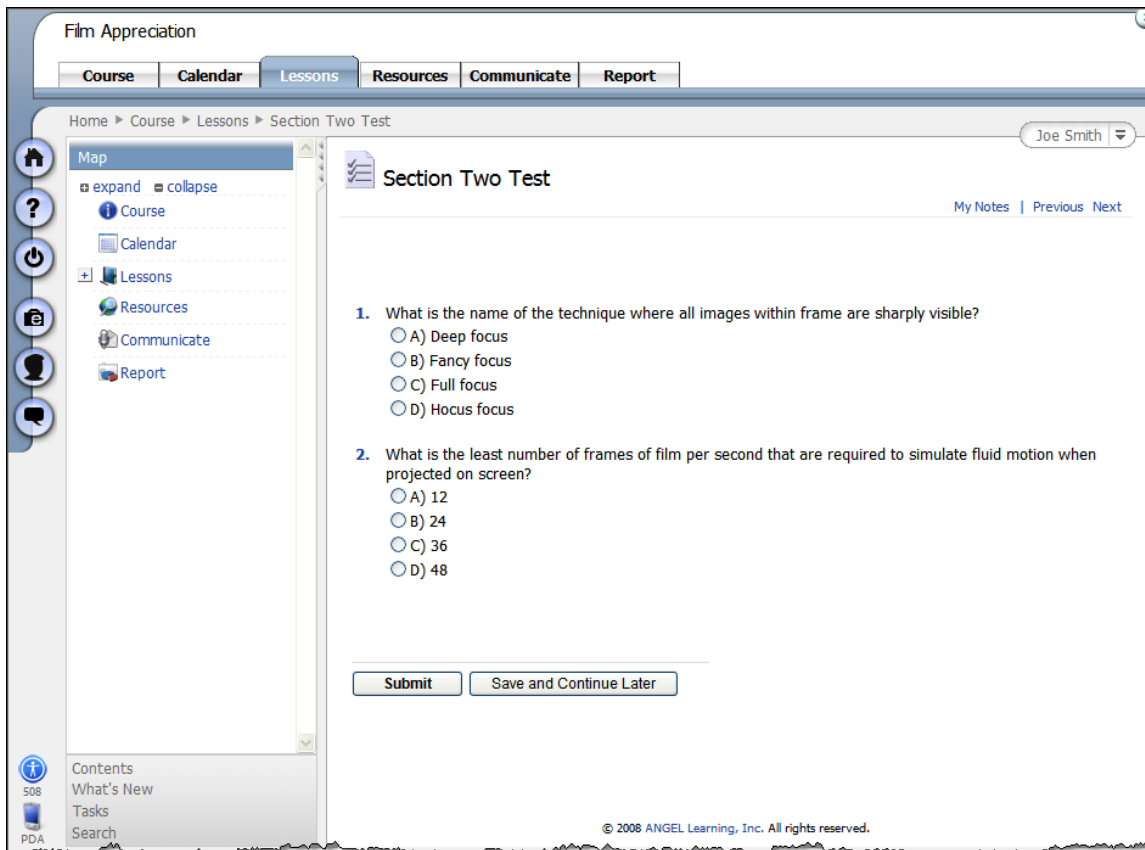 Film Appreciation
Course
Calendar
Lessons
Resources
Communicate
Report
Home ▶ Course ▶ Lessons ▶ Section Two Test
Joe Smith
Map
expand collapse
Course
Calendar
Lessons
Resources
Communicate
Report
Section Two Test
My Notes | Previous Next
1. What is the name of the technique where all images within frame are sharply visible?
A) Deep focus
B) Fancy focus
C) Full focus
D) Hocus focus
2. What is the least number of frames of film per second that are required to simulate fluid motion when
projected on screen?
A) 12
B) 24
C) 36
D) 48
Submit
Save and Continue Later
508
PDA
Contents
What's New
Tasks
Search
© 2008 ANGEL Learning, Inc. All rights reserved.